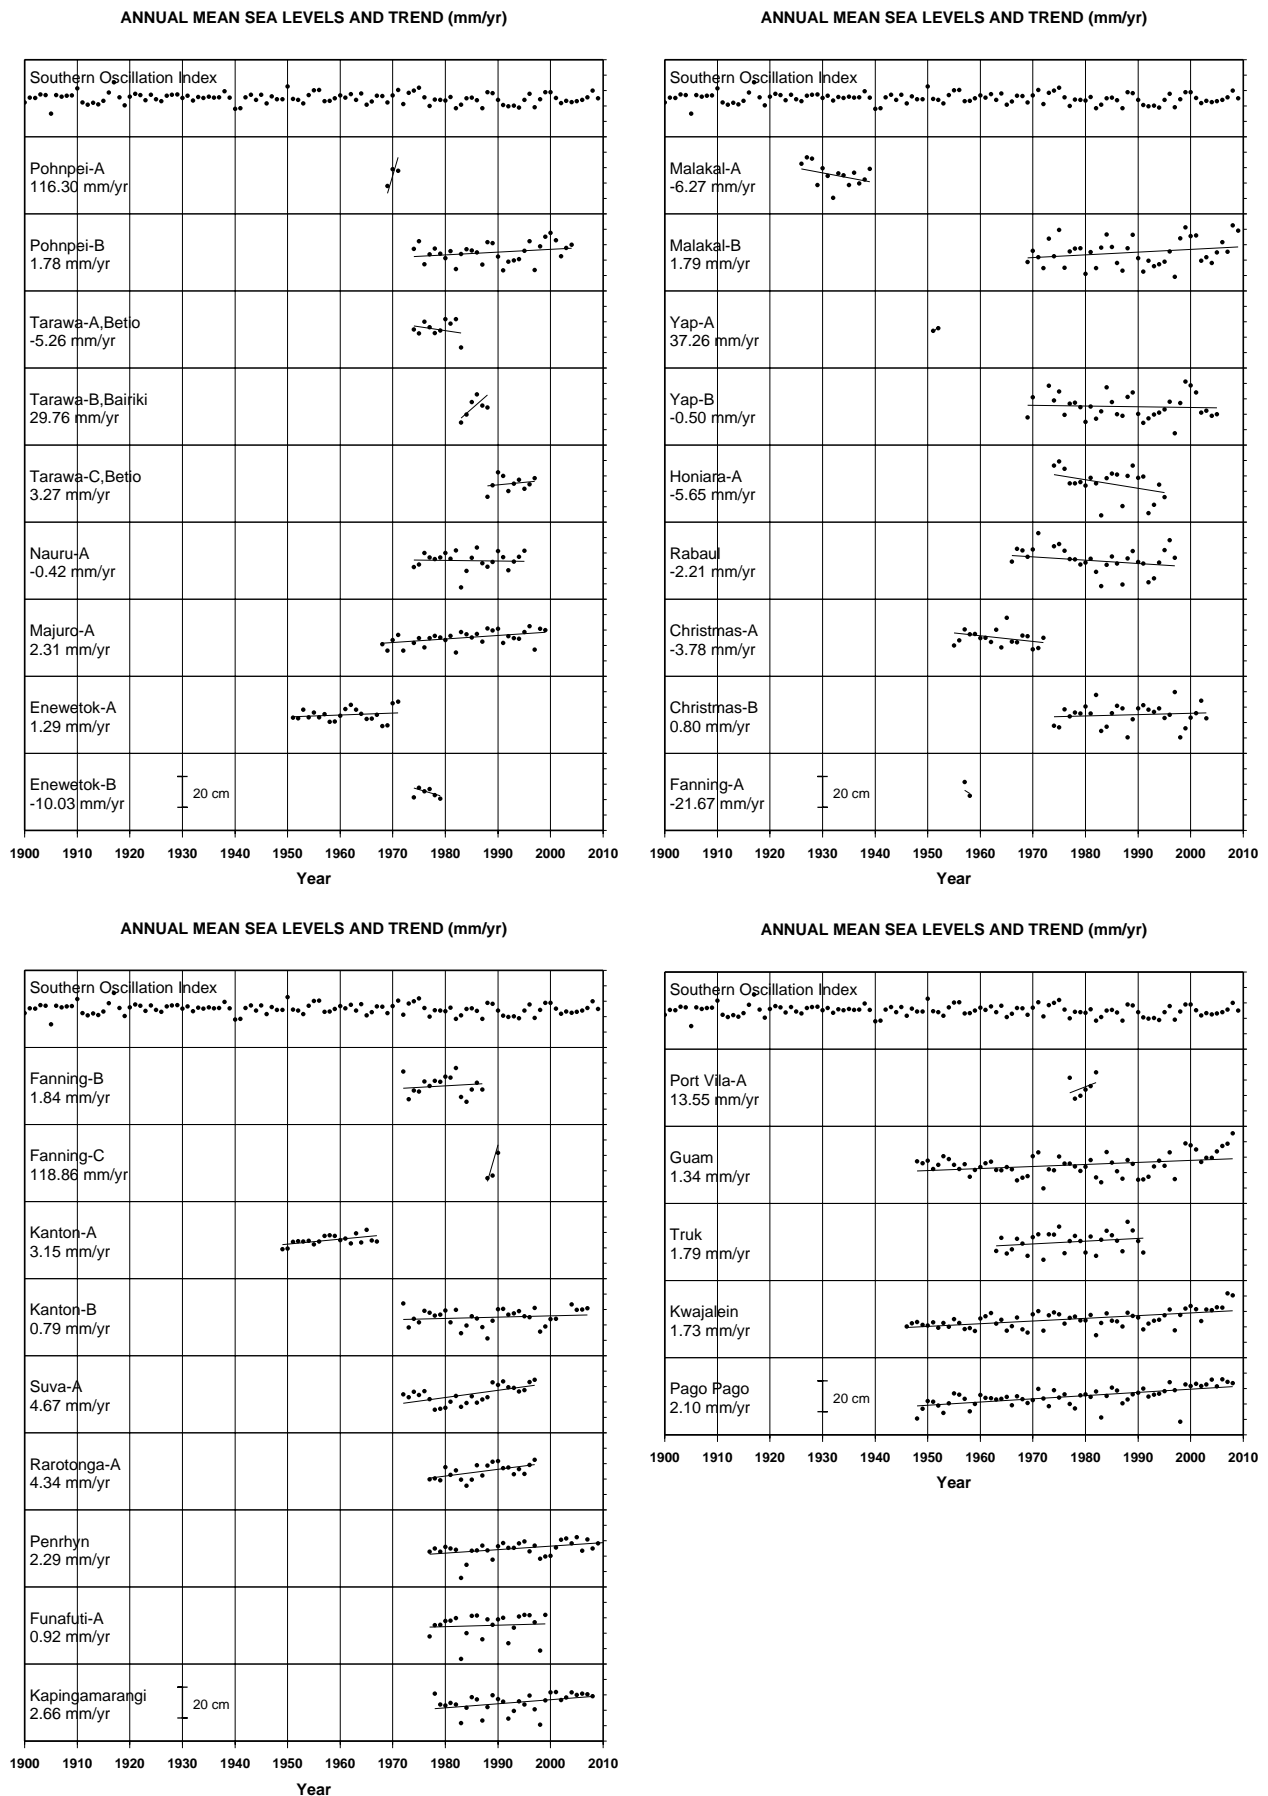 ANNUAL MEAN SEA LEVELS AND TREND (mm/yr)
Southern Oscillation Index
Pohnpei-A
116.30 mm/yr
Pohnpei-B
1.78 mm/yr
Tarawa-A,Betio
-5.26 mm/yr
Tarawa-B,Bairiki
29.76 mm/yr
Tarawa-C,Betio
3.27 mm/yr
Nauru-A
-0.42 mm/yr
Majuro-A
2.31 mm/yr
Enewetok-A
1.29 mm/yr
Enewetok-B
-10.03 mm/yr
20 cm
1900 1910 1920 1930 1940 1950 1960 1970 1980 1990 2000 2010
Year
ANNUAL MEAN SEA LEVELS AND TREND (mm/yr)
Southern Oscillation Index
Malakal-A
-6.27 mm/yr
Malakal-B
1.79 mm/yr
Yap-A
37.26 mm/yr
Yap-B
-0.50 mm/yr
Honiara-A
-5.65 mm/yr
Rabaul
-2.21 mm/yr
Christmas-A
-3.78 mm/yr
Christmas-B
0.80 mm/yr
Fanning-A
-21.67 mm/yr
20 cm
1900 1910 1920 1930 1940 1950 1960 1970 1980 1990 2000 2010
Year
ANNUAL MEAN SEA LEVELS AND TREND (mm/yr)
Southern Oscillation Index
Fanning-B
1.84 mm/yr
Fanning-C
118.86 mm/yr
Kanton-A
3.15 mm/yr
Kanton-B
0.79 mm/yr
Suva-A
4.67 mm/yr
Rarotonga-A
4.34 mm/yr
Penrhyn
2.29 mm/yr
Funafuti-A
0.92 mm/yr
Kapingamarangi
2.66 mm/yr
20 cm
1900 1910 1920 1930 1940 1950 1960 1970 1980 1990 2000 2010
Year
ANNUAL MEAN SEA LEVELS AND TREND (mm/yr)
Southern Oscillation Index
Port Vila-A
13.55 mm/yr
Guam
1.34 mm/yr
Truk
1.79 mm/yr
Kwajalein
1.73 mm/yr
Pago Pago
2.10 mm/yr
20 cm
1900 1910 1920 1930 1940 1950 1960 1970 1980 1990 2000 2010
Year